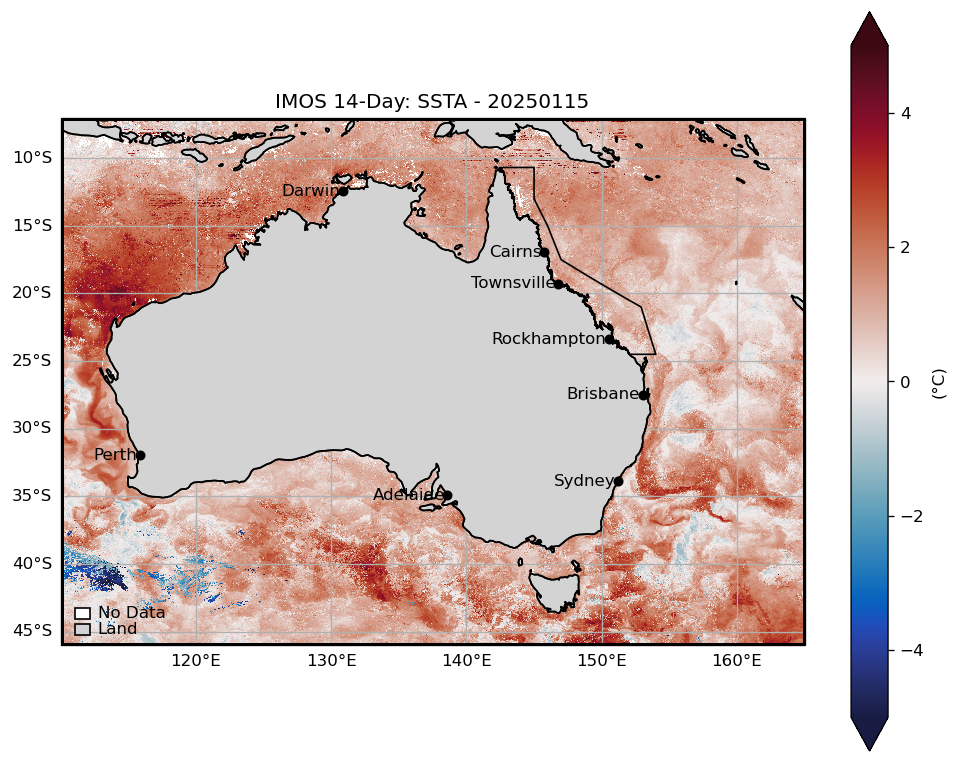 IMOS 14-Day: SSTA - 20250115
10°S
15°S
20°S
25°S
30°S
35°S
40°S
45°S
Darwin
Cairns
Townsville
Rockhampton
Brisbane
Perth
Sydney
Adelaide
No Data
Land
120°E
130°E
140°E
150°E
160°E
4
2
0
−2
−4
(°C)